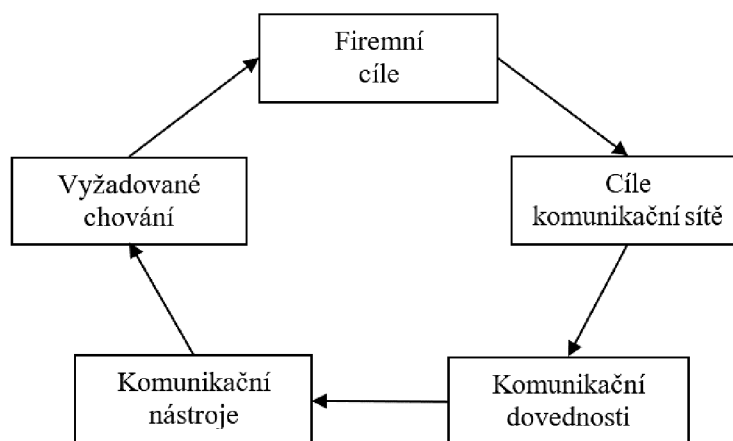 Firemní
cíle
Vyžadované
chování
Cíle
komunikační sítě
Komunikační
nástroje
Komunikační
dovednosti